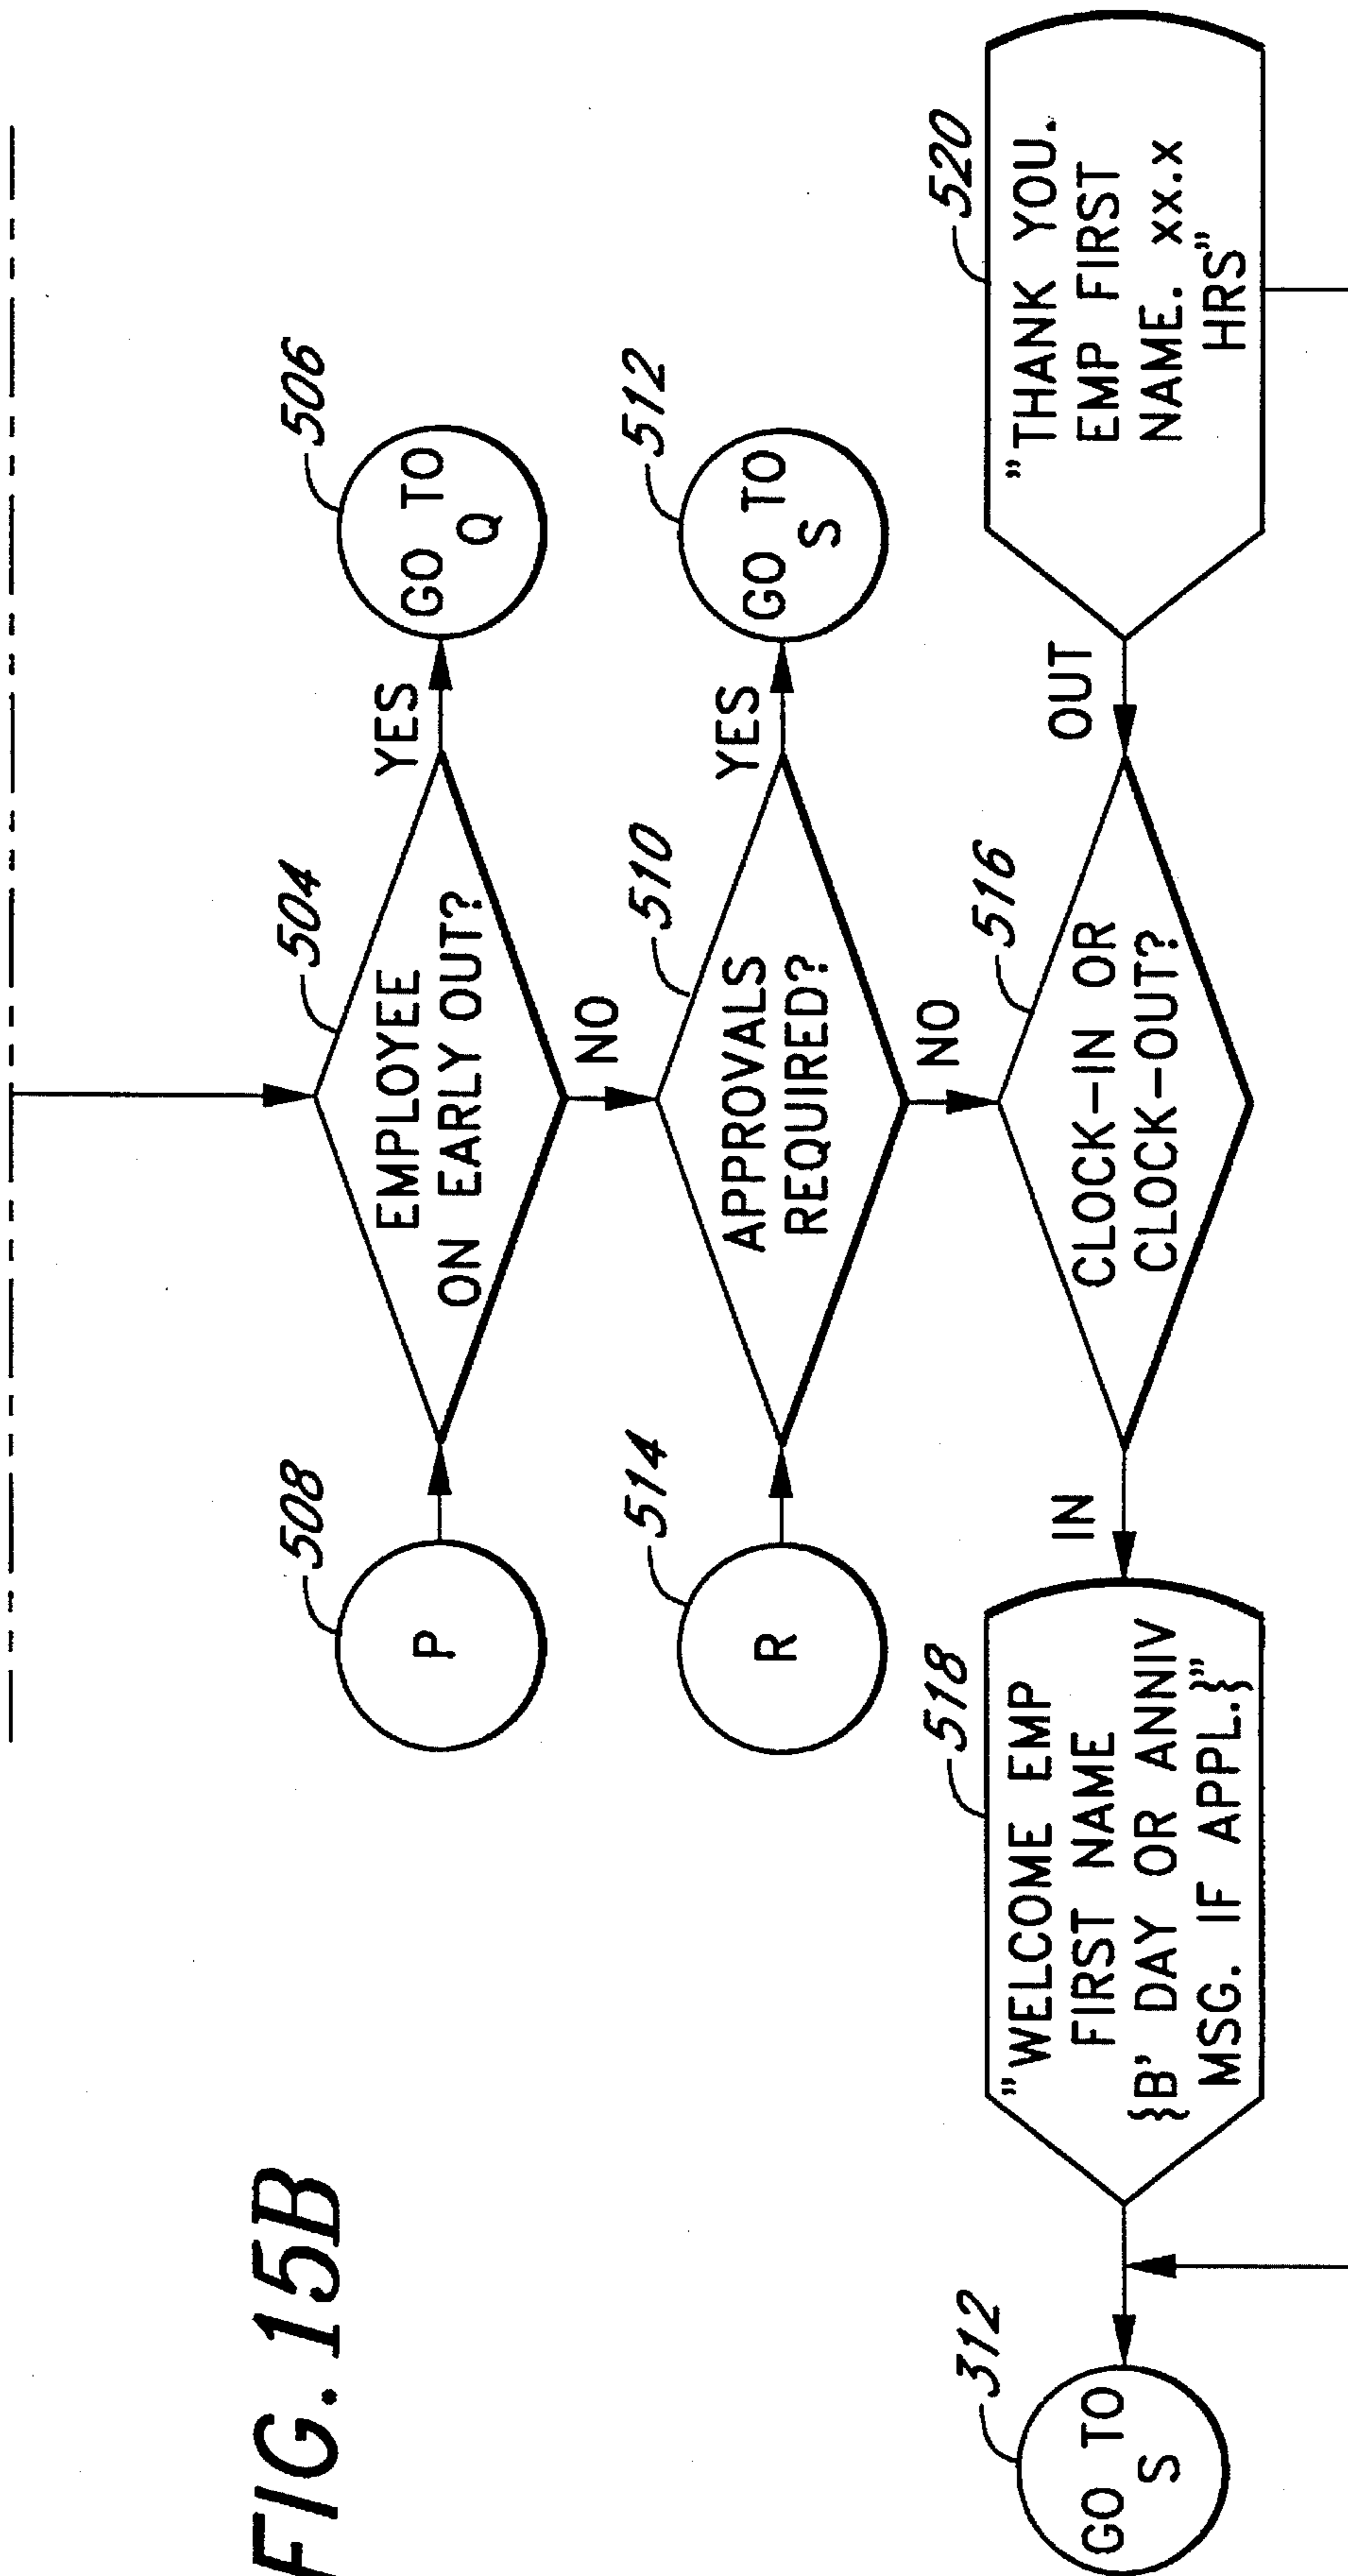 FIG. 15B
508
P
504
EMPLOYEE
ON EARLY OUT?
YES
506
GO TO
Q
NO
514
R
510
APPROVALS
REQUIRED?
YES
512
GO TO
S
NO
312
GO TO
S
518
"WELCOME EMP
FIRST NAME
{B' DAY OR ANNIV
MSG. IF APPL.}"
IN
516
CLOCK-IN OR
CLOCK-OUT?
OUT
520
"THANK YOU.
EMP FIRST
NAME. xx.x
HRS"